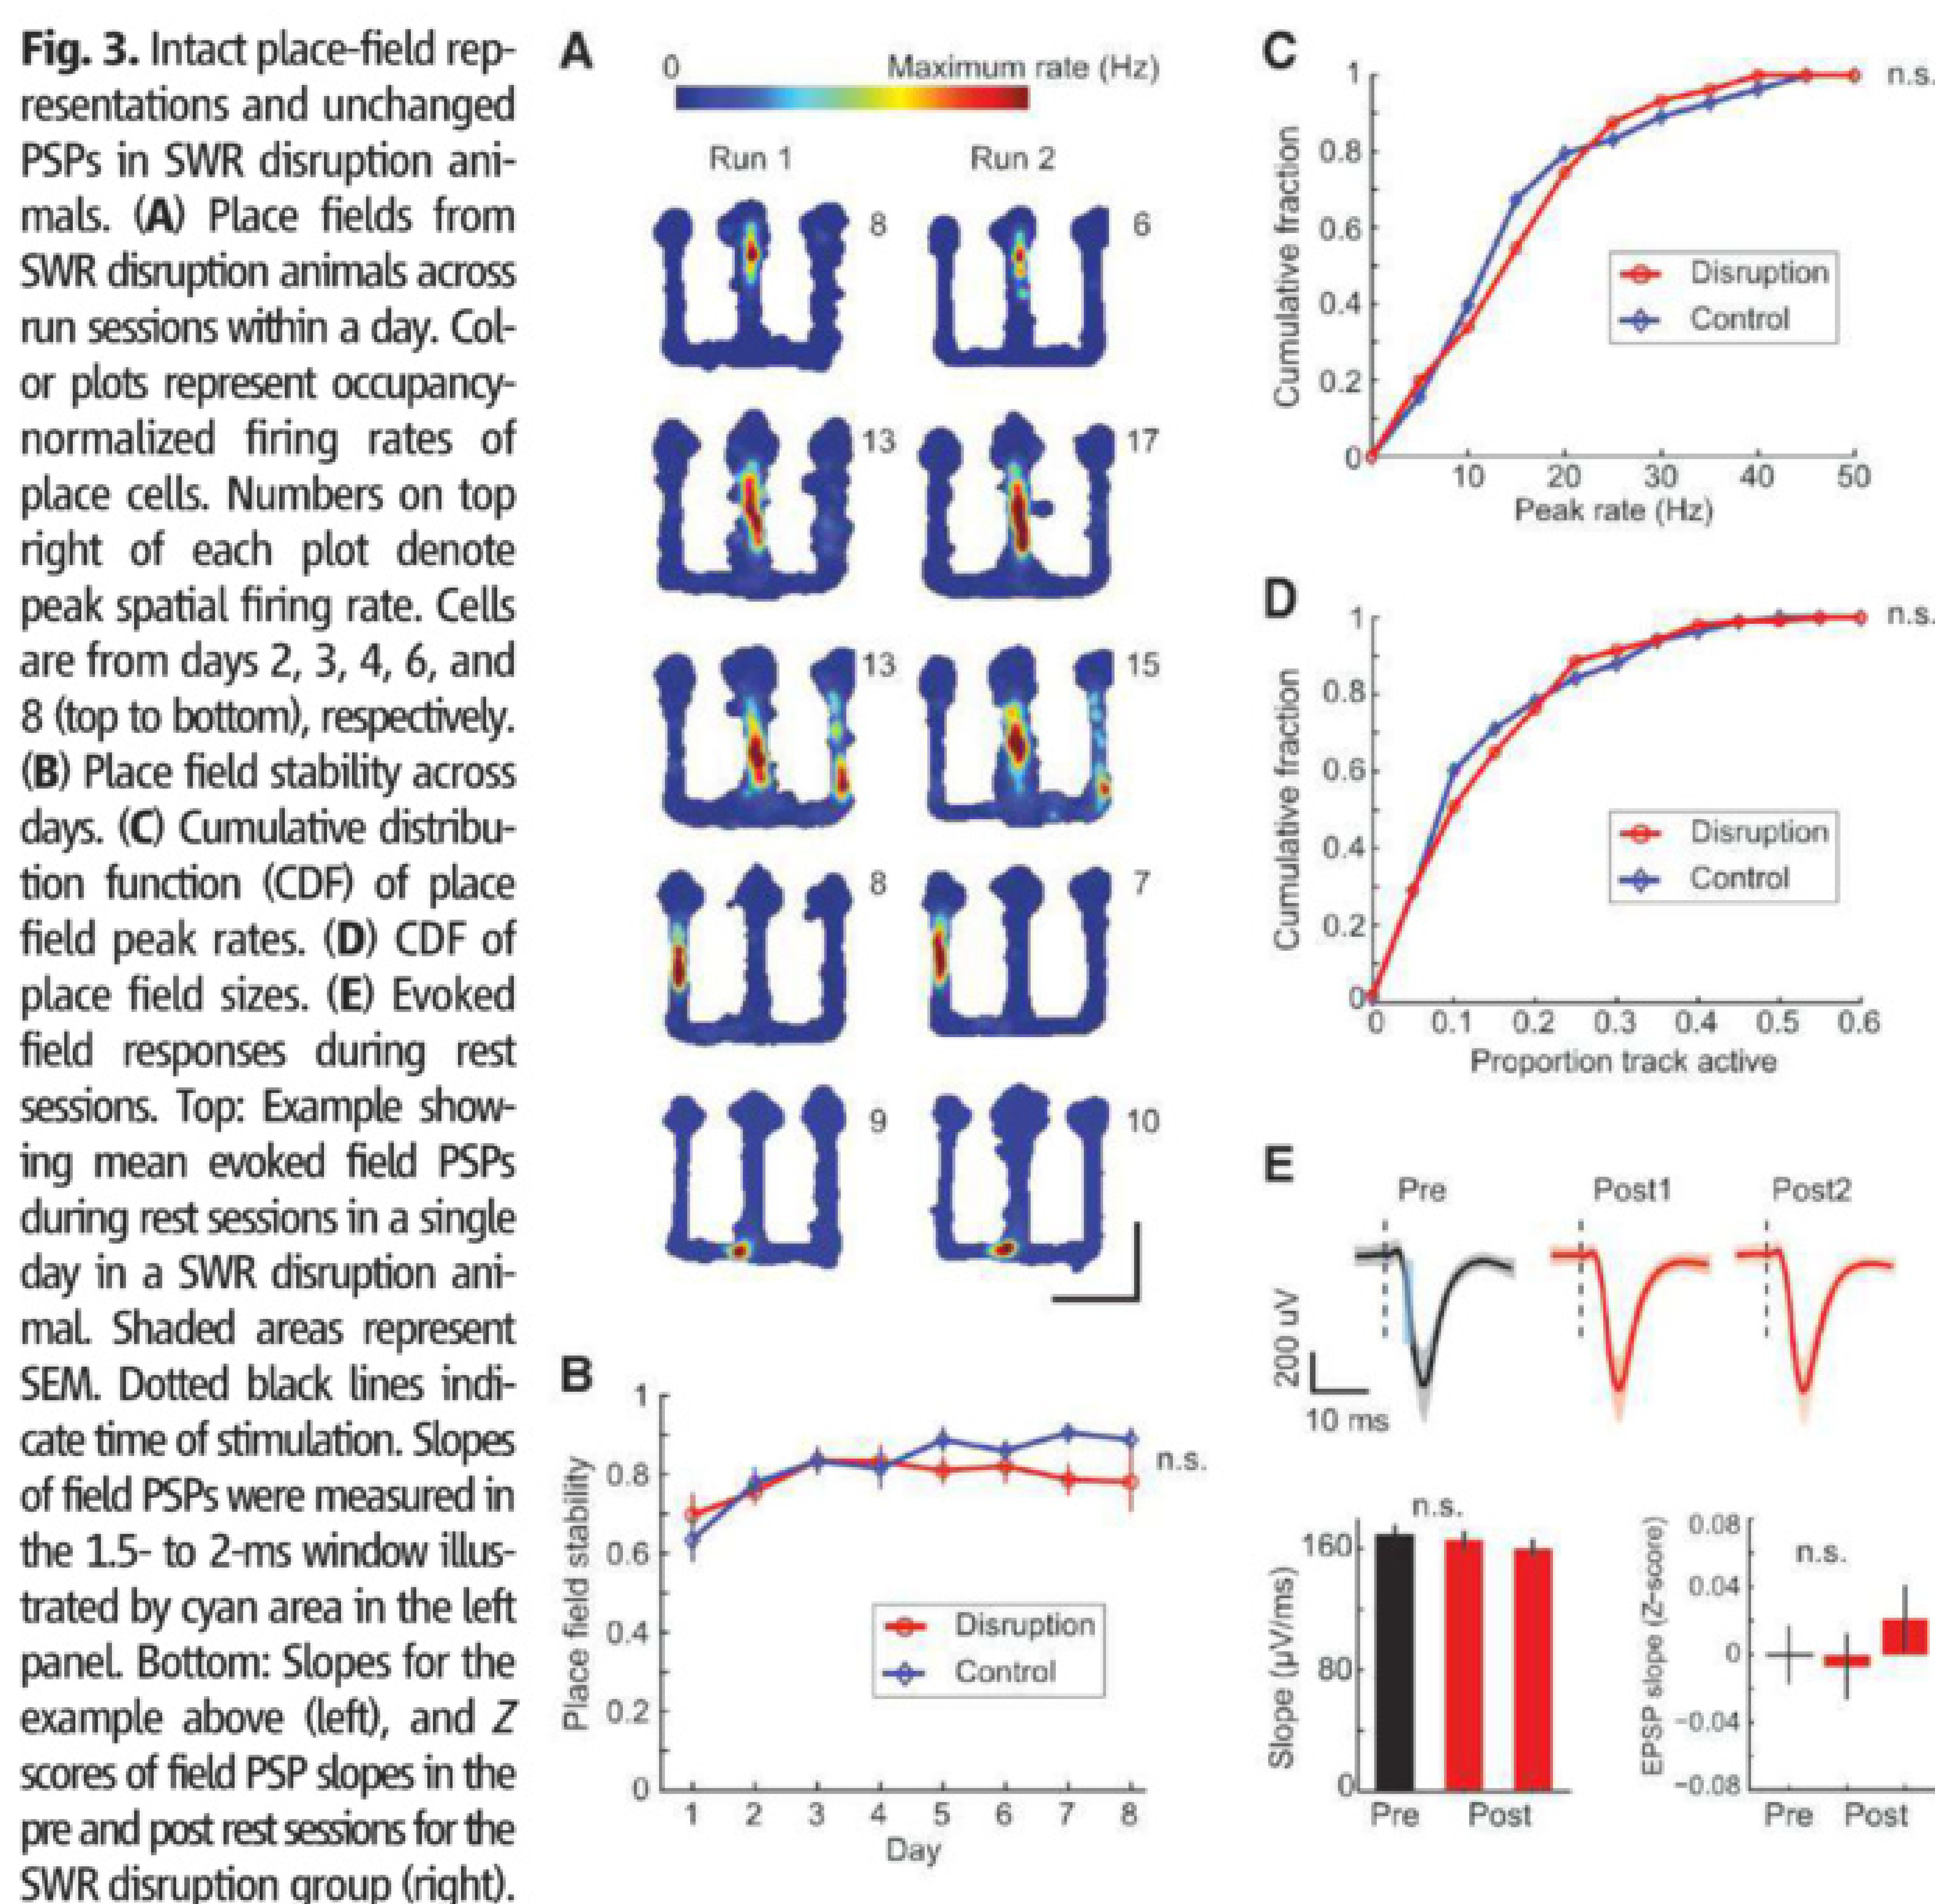 Fig. 3. Intact place-field rep-
resentations and unchanged
PSPs in SWR disruption ani-
mals. (A) Place fields from
SWR disruption animals across
run sessions within a day. Col-
or plots represent occupancy-
normalized firing rates of
place cells. Numbers on top
right of each plot denote
peak spatial firing rate. Cells
are from days 2, 3, 4, 6, and
8 (top to bottom), respectively.
(B) Place field stability across
days. (C) Cumulative distribu-
tion function (CDF) of place
field peak rates. (D) CDF of
place field sizes. (E) Evoked
field responses during rest
sessions. Top: Example show-
ing mean evoked field PSPs
during rest sessions in a single
day in a SWR disruption ani-
mal. Shaded areas represent
SEM. Dotted black lines indi-
cate time of stimulation. Slopes
of field PSPs were measured in
the 1.5- to 2-ms window illus-
trated by cyan area in the left
panel. Bottom: Slopes for the
example above (left), and Z
scores of field PSP slopes in the
pre and post rest sessions for the
SWR disruption group (right).
A
0 Maximum rate (Hz)
Run 1 Run 2
8 6
13 17
13 15
8 7
9 10
B
Place field stability
1
0.8
0.6
0.4
0.2
0
n.s.
Disruption
Control
1 2 3 4 5 6 7 8
Day
C
Cumulative fraction
1
0.8
0.6
0.4
0.2
0
n.s.
Disruption
Control
10 20 30 40 50
Peak rate (Hz)
D
Cumulative fraction
1
0.8
0.6
0.4
0.2
0
n.s.
Disruption
Control
0 0.1 0.2 0.3 0.4 0.5 0.6
Proportion track active
E
Pre Post1 Post2
200 uV
10 ms
Slope (μV/ms)
n.s.
160
80
0
Pre Post
EPSP slope (Z-score)
0.08
n.s.
0.04
0
−0.04
−0.08
Pre Post